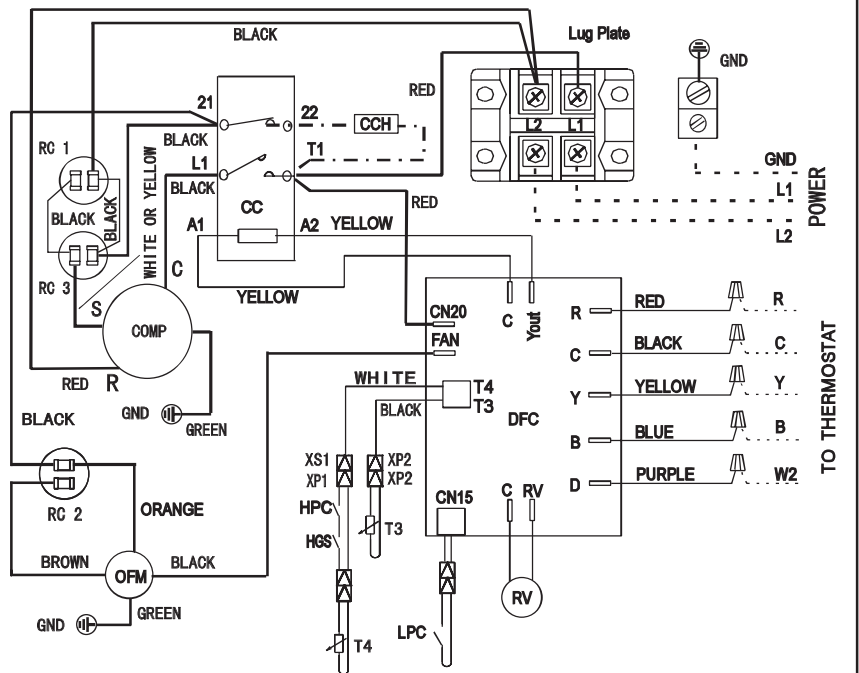 BLACK
Lug Plate
GND
RED
21
22
CCH
L2
L1
BLACK
T1
RC 1
L1
BLACK
GND
L1
L2
POWER
BLACK
BLACK
WHITE OR YELLOW
CC
RED
A1
A2
YELLOW
C
YELLOW
RC 3
S
COMP
CN20
FAN
C
Yout
R
RED
R
C
BLACK
C
Y
YELLOW
Y
B
BLUE
B
D
PURPLE
W2
TO THERMOSTAT
RED
R
WHITE
BLACK
T4
T3
DFC
GND
GREEN
BLACK
XS1
XP2
XP1
XP2
CN15
C
RV
RC 2
ORANGE
HPC
T3
HGS
BROWN
OFM
BLACK
RV
GND
GREEN
LPC
T4